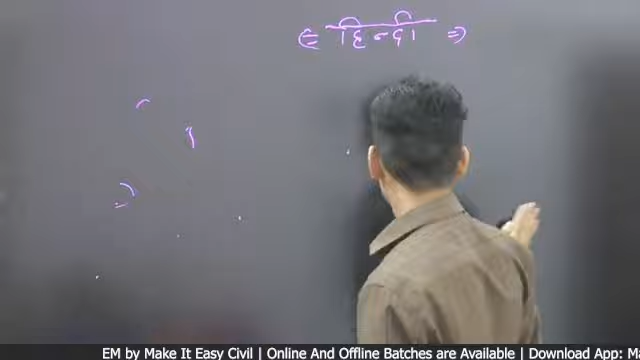 हिन्दी
EM by Make It Easy Civil | Online And Offline Batches are Available | Download App: M